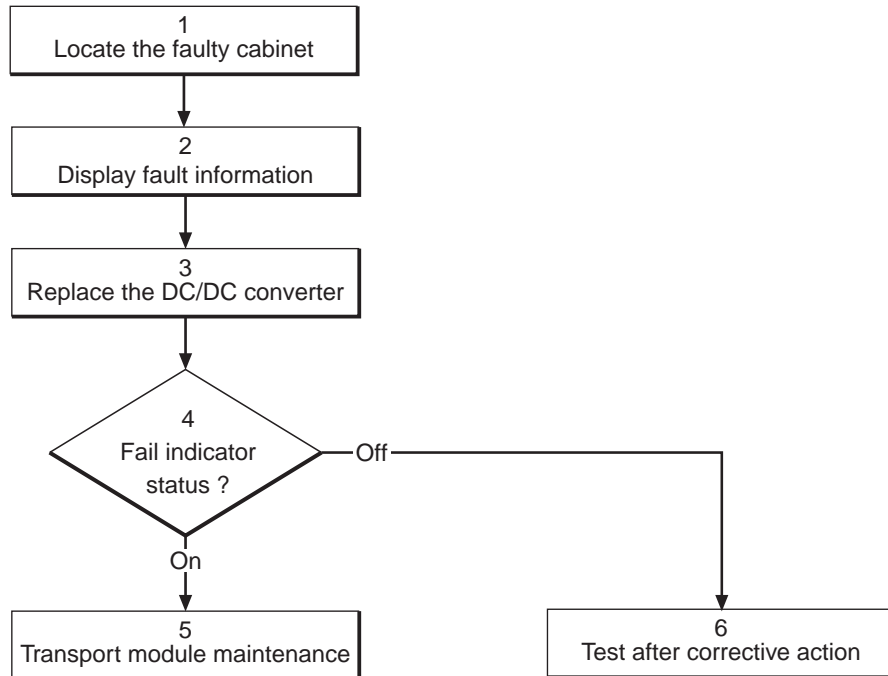 1
Locate the faulty cabinet
2
Display fault information
3
Replace the DC/DC converter
4
Fail indicator
status ?
Off
On
5
Transport module maintenance
6
Test after corrective action